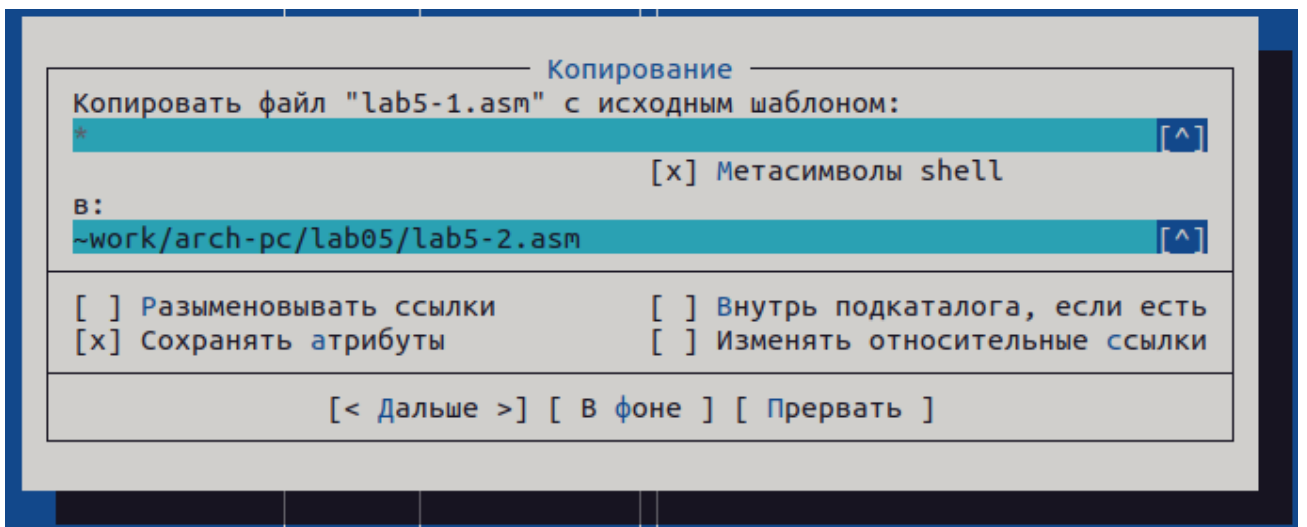 Копирование
Копировать файл "lab5-1.asm" с исходным шаблоном:
* [^]
[x] Метасимволы shell
в:
~work/arch-pc/lab05/lab5-2.asm [^]
[ ] Разыменовывать ссылки [ ] Внутрь подкаталога, если есть
[x] Сохранять атрибуты [ ] Изменять относительные ссылки
[< Дальше >] [ В фоне ] [ Прервать ]